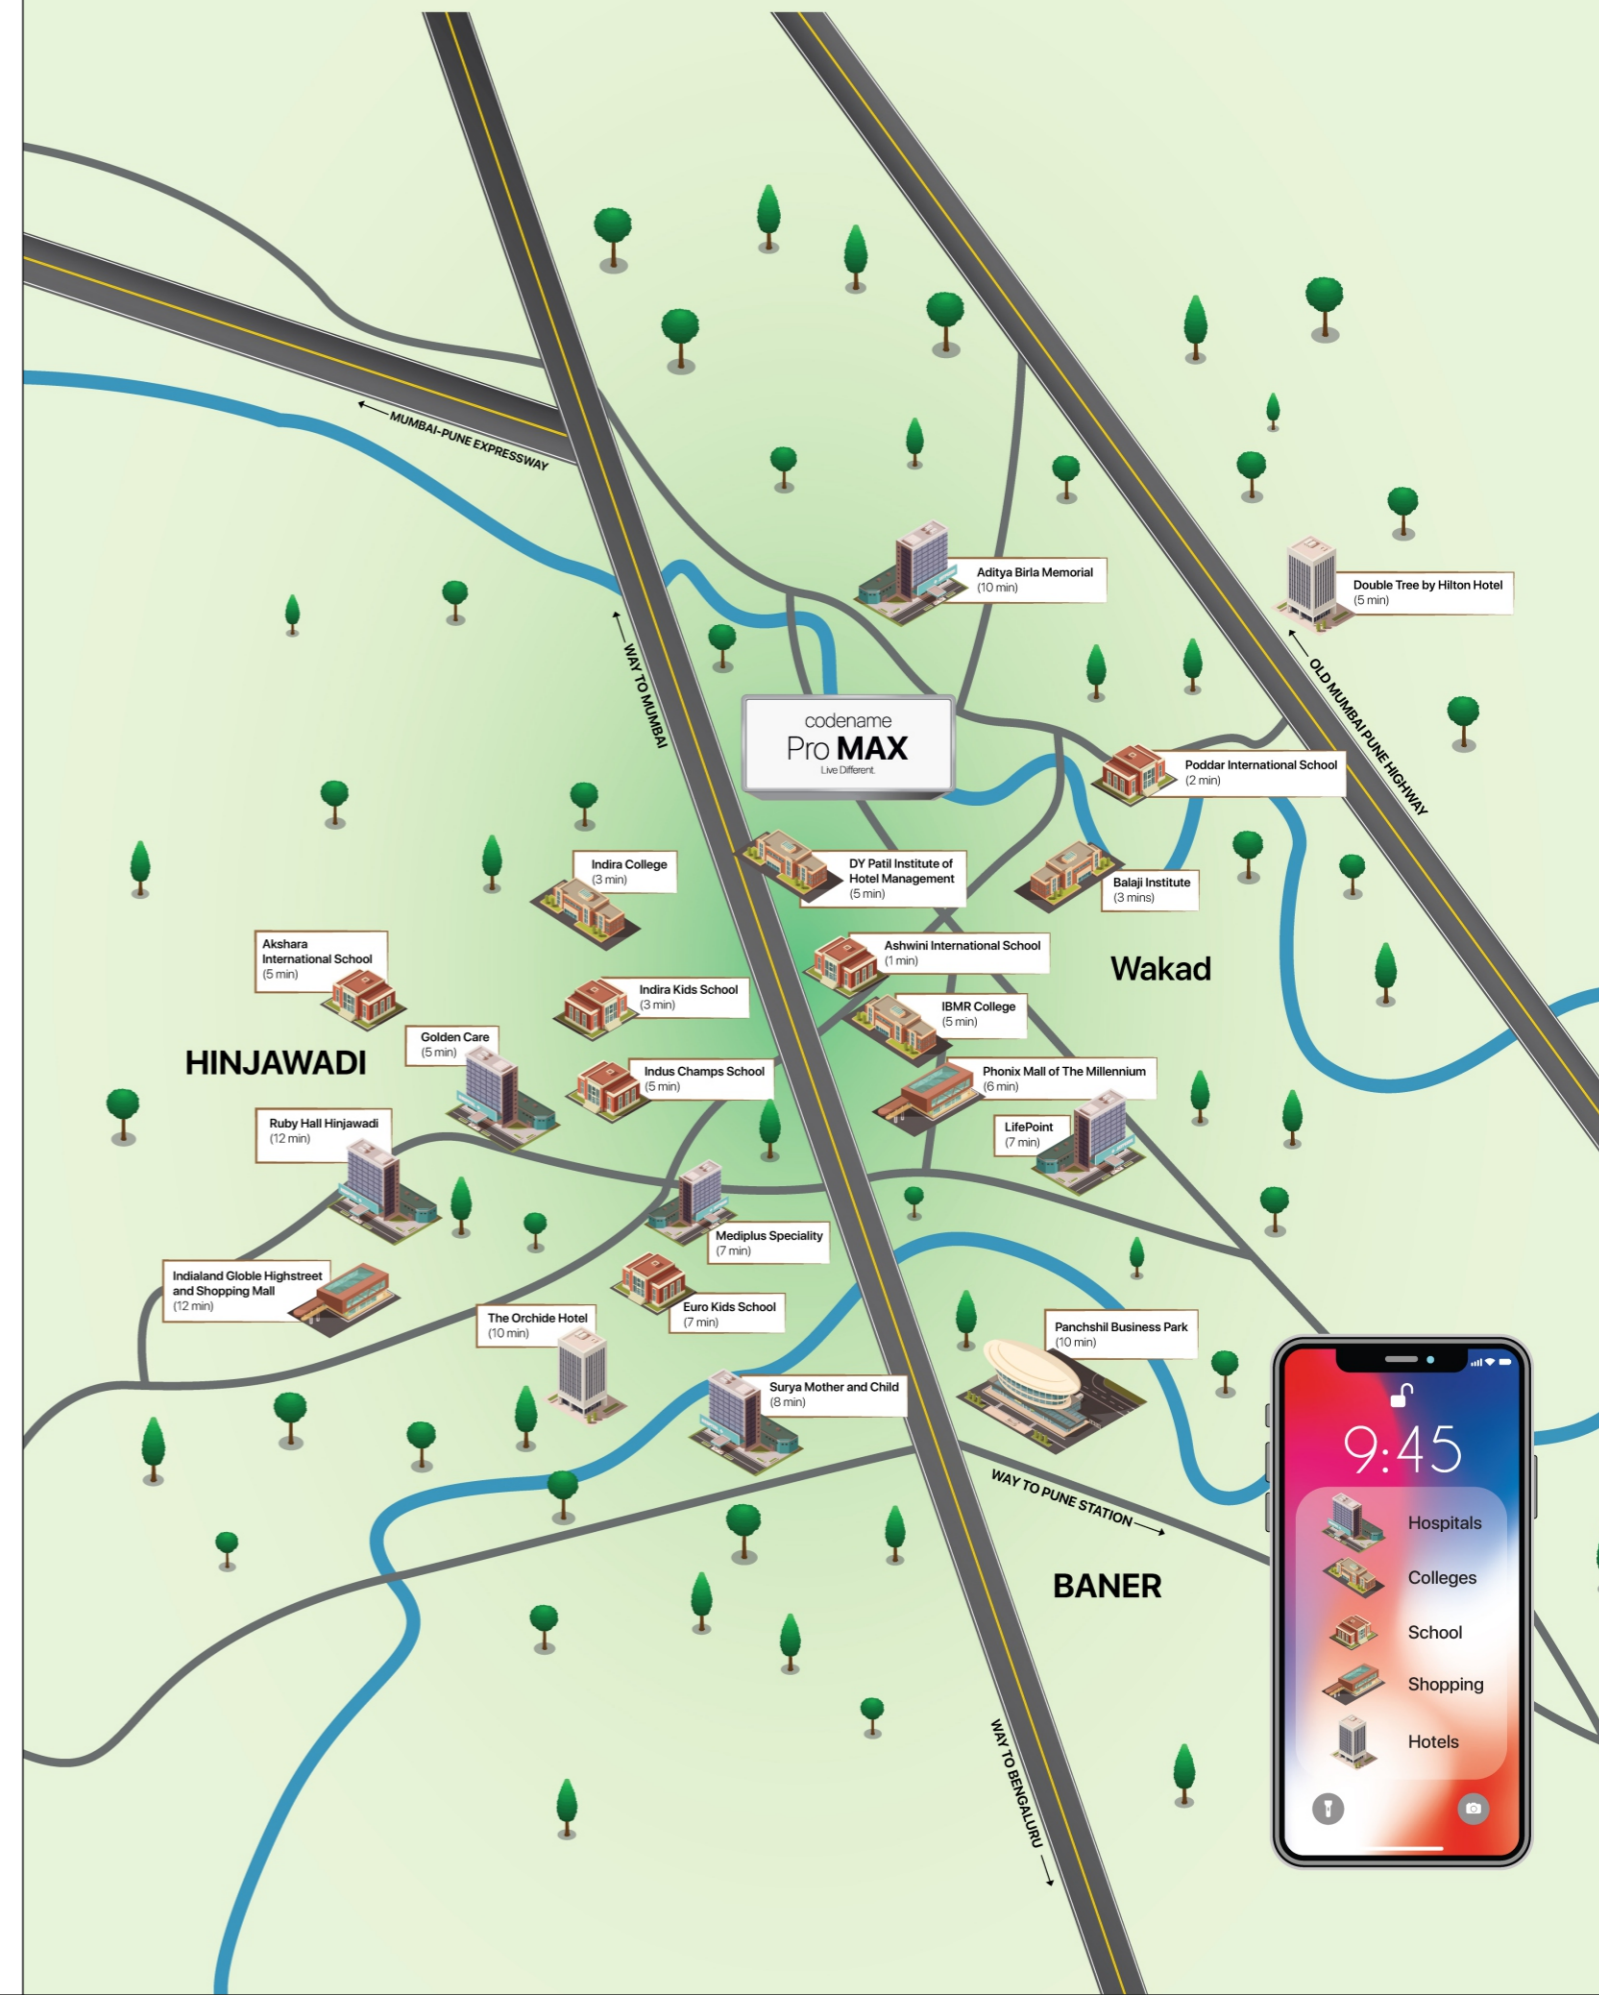 MUMBAI-PUNE EXPRESSWAY
Aditya Birla Memorial
(10 min)
Double Tree by Hilton Hotel
(5 min)
WAY TO MUMBAI
OLD MUMBAI PUNE HIGHWAY
codename
Pro MAX
Live Different.
Poddar International School
(2 min)
Indira College
(3 min)
DY Patil Institute of
Hotel Management
(5 min)
Balaji Institute
(3 mins)
Akshara
International School
(5 min)
Ashwini International School
(1 min)
Wakad
Indira Kids School
(3 min)
IBMR College
(5 min)
Golden Care
(5 min)
HINJAWADI
Indus Champs School
(5 min)
Phonix Mall of The Millennium
(6 min)
Ruby Hall Hinjawadi
(12 min)
LifePoint
(7 min)
Mediplus Speciality
(7 min)
Indialand Globle Highstreet
and Shopping Mall
(12 min)
Euro Kids School
(7 min)
The Orchide Hotel
(10 min)
Panchshil Business Park
(10 min)
Surya Mother and Child
(8 min)
WAY TO PUNE STATION
BANER
WAY TO BENGALURU
9:45
Hospitals
Colleges
School
Shopping
Hotels